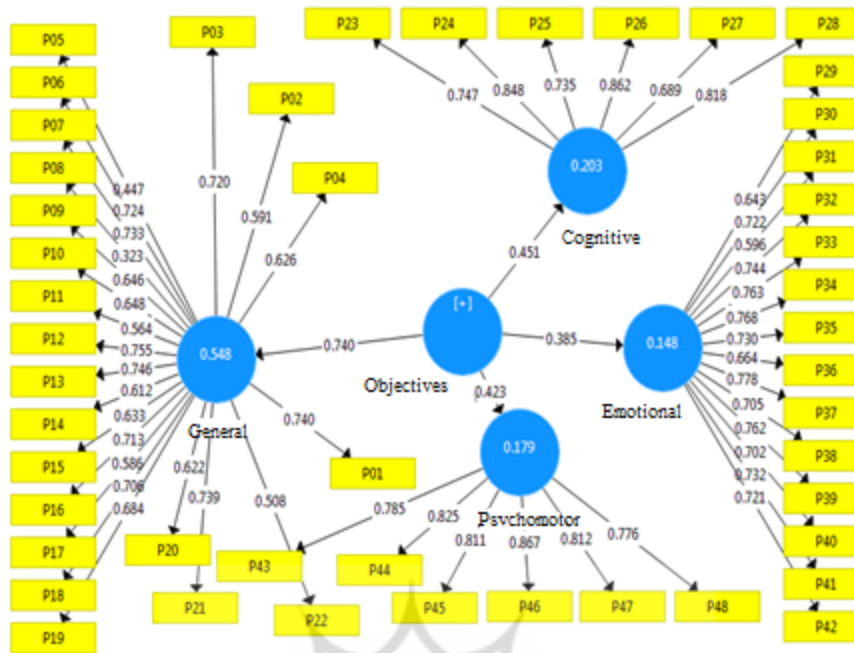 P23 P24 P25 P26 P27 P28
P03
P05
P06
P07
P08
P09
P10
P11
P12
P13
P14
P15
P16
P17
P18
P19
P02
P04
0.720
0.591
0.626
0.447
0.724
0.733
0.323
0.646
0.648
0.564
0.755
0.746
0.612
0.633
0.713
0.586
0.706
0.684
0.548
General
0.740
0.622
0.739
0.508
0.740
P01
P20
P21
P22
0.747
0.848
0.735
0.862
0.689
0.818
0.203
Cognitive
0.451
[+]
Objectives
0.385
0.423
0.148
Emotional
0.643
0.722
0.596
0.744
0.763
0.768
0.730
0.664
0.778
0.705
0.762
0.702
0.732
0.721
P29
P30
P31
P32
P33
P34
P35
P36
P37
P38
P39
P40
P41
P42
0.179
Psychomotor
0.785
0.825
0.811
0.867
0.812
0.776
P43
P44
P45
P46
P47
P48